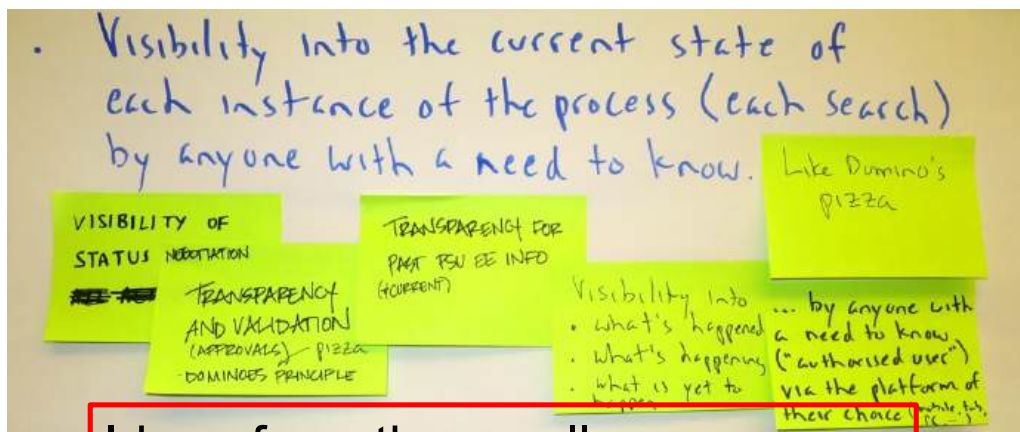 . Visibility into the current state of
each instance of the process (each search)
by anyone with a need to know.
Like Domino's
pizza
VISIBILITY OF
STATUS NEGOTIATION
TRANSPARENCY
AND VALIDATION
(APPROVALS) pizza
- DOMINOES PRINCIPLE
TRANSPARENCY FOR
PAST PSU EE INFO
(+CURRENT)
Visibility into
• what's happened
• what's happening
• what is yet to
... by anyone with
a need to know
("authorised user")
via the platform of
their choice